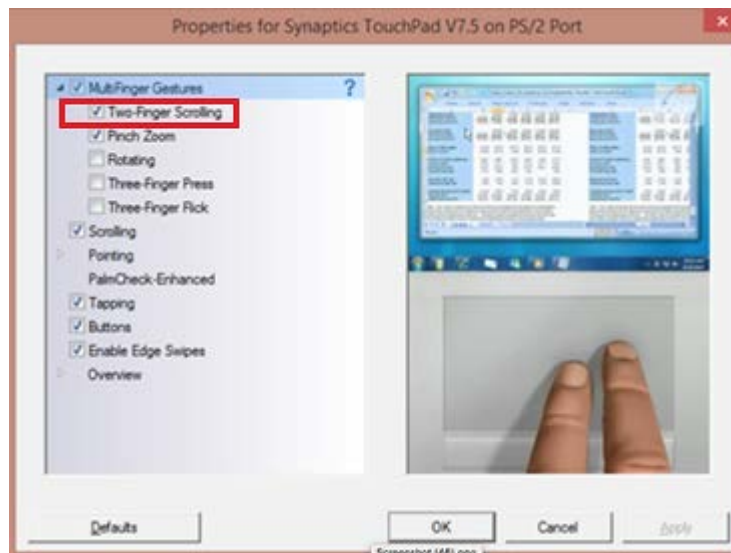 Properties for Synaptics TouchPad V7.5 on PS/2 Port
MultiFinger Gestures ?
Two-Finger Scrolling
Pinch Zoom
Rotating
Three-Finger Press
Three-Finger Flick
Scrolling
Pointing
PalmCheck-Enhanced
Tapping
Buttons
Enable Edge Swipes
Overview
Defaults
OK
Cancel
Apply